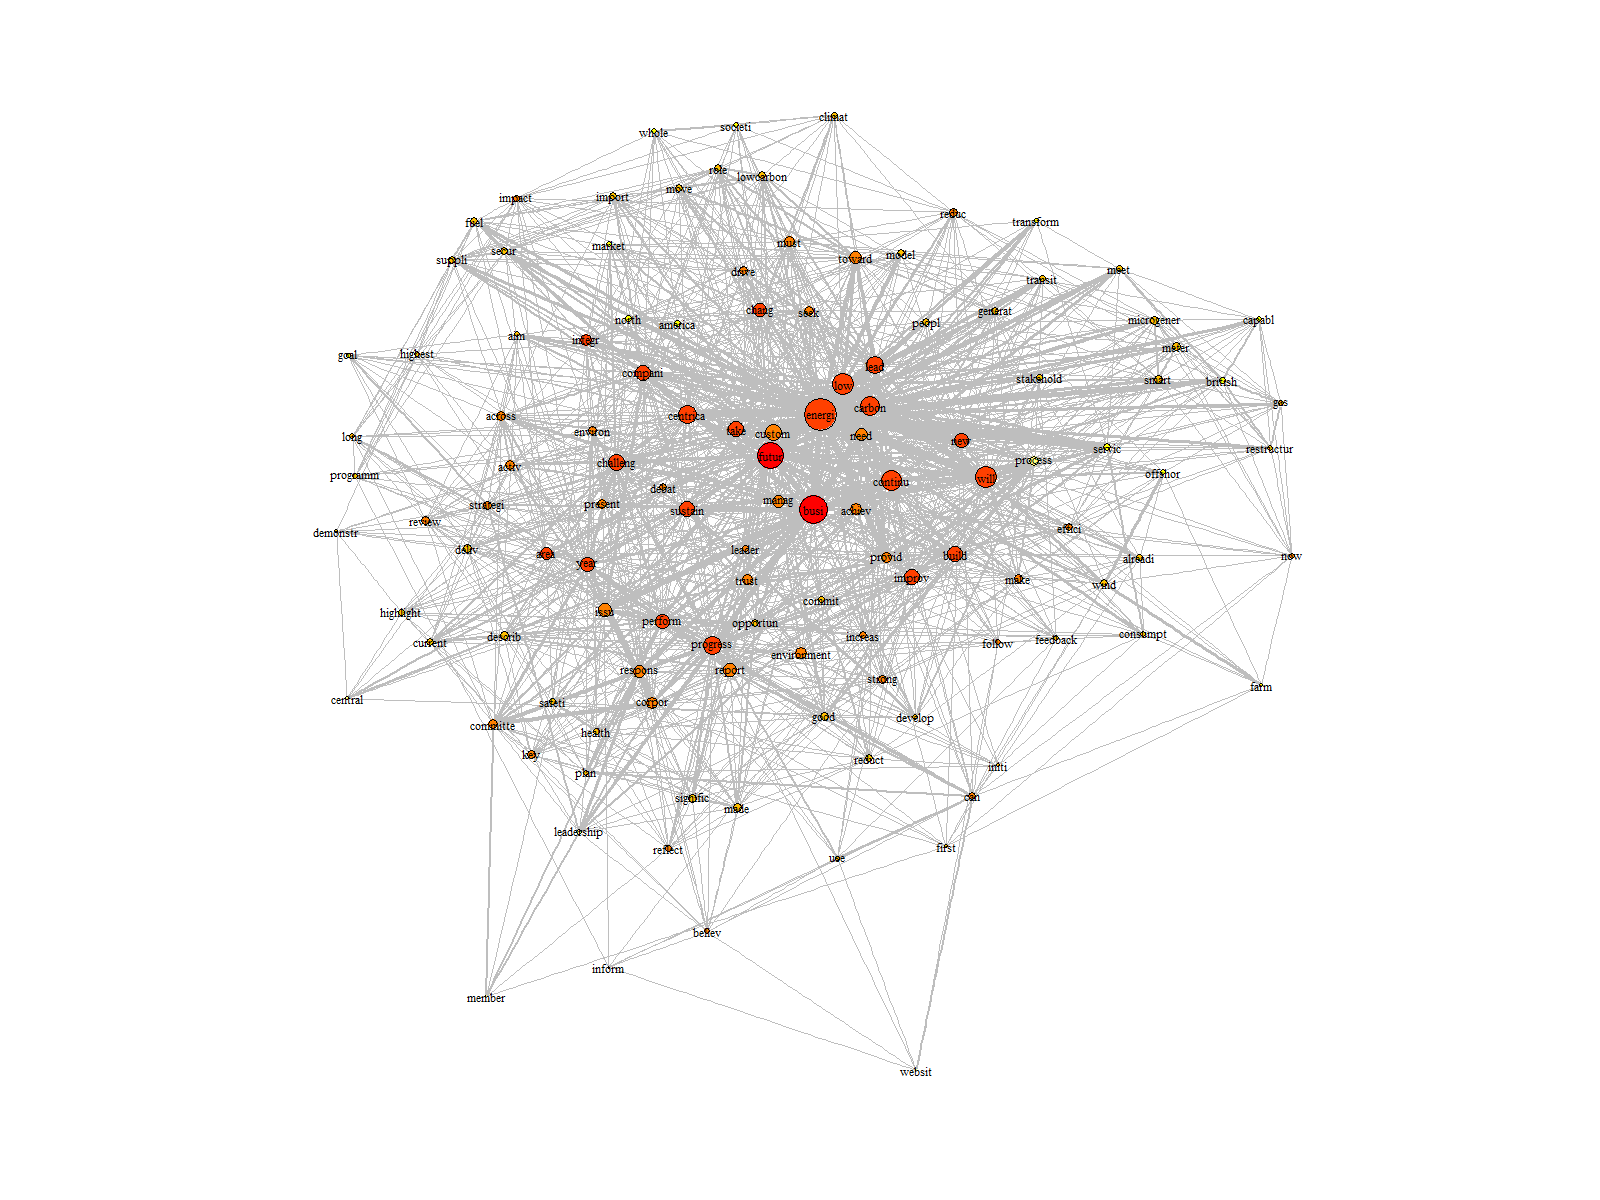 climat
societi
whole
role
lowcarbon
move
import
impact
fuel
reduc
transform
market
must
secur
suppli
toward
model
meet
drive
transit
chang
seek
generat
north
america
peopl
microgener
capabl
aim
integr
meter
goal
highest
compani
lead
stakhold
smart
british
low
gas
energi
carbon
across
centrica
take
custom
need
environ
long
new
process
servic
restructur
futur
challeng
activ
programm
offshor
continu
will
debat
manag
present
strategi
sustain
busi
achiev
review
demonstr
effici
deliv
leader
area
year
provid
build
alreadi
now
trust
improv
make
wind
commit
highlight
issu
perform
opportun
describ
current
increas
feedback
consumpt
progress
follow
environment
respons
report
strong
farm
central
safeti
corpor
good
develop
committe
health
key
reduct
initi
plan
can
signific
made
leadership
reflect
use
first
believ
inform
member
websit